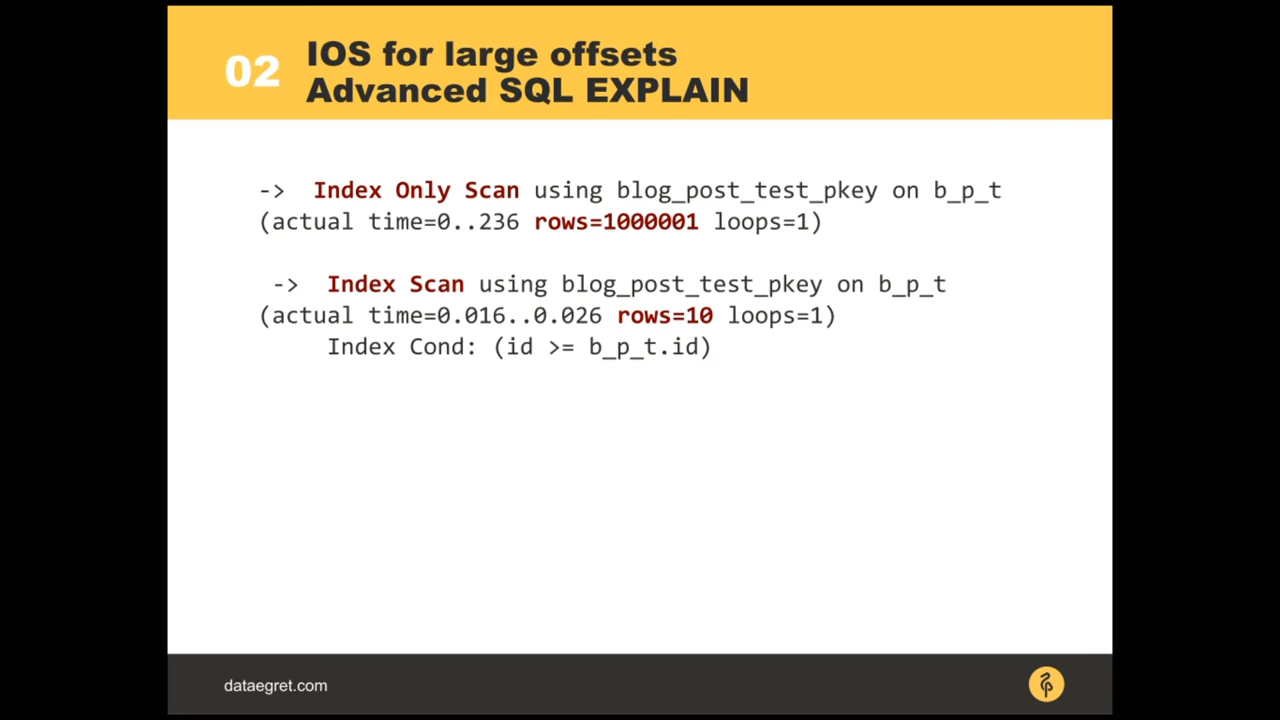 02
IOS for large offsets
Advanced SQL EXPLAIN
-> Index Only Scan using blog_post_test_pkey on b_p_t
(actual time=0..236 rows=1000001 loops=1)
-> Index Scan using blog_post_test_pkey on b_p_t
(actual time=0.016..0.026 rows=10 loops=1)
Index Cond: (id >= b_p_t.id)
dataegret.com